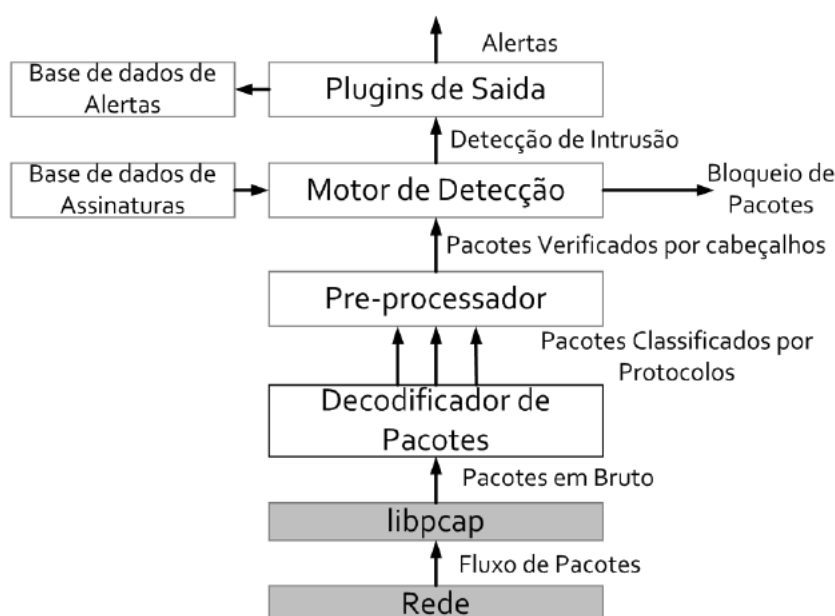 Alertas
Base de dados de
Alertas
Plugins de Saida
Detecção de Intrusão
Base de dados de
Assinaturas
Motor de Detecção
Bloqueio de
Pacotes
Pacotes Verificados por cabeçalhos
Pre-processador
Pacotes Classificados por
Protocolos
Decodificador de
Pacotes
Pacotes em Bruto
libpcap
Fluxo de Pacotes
Rede